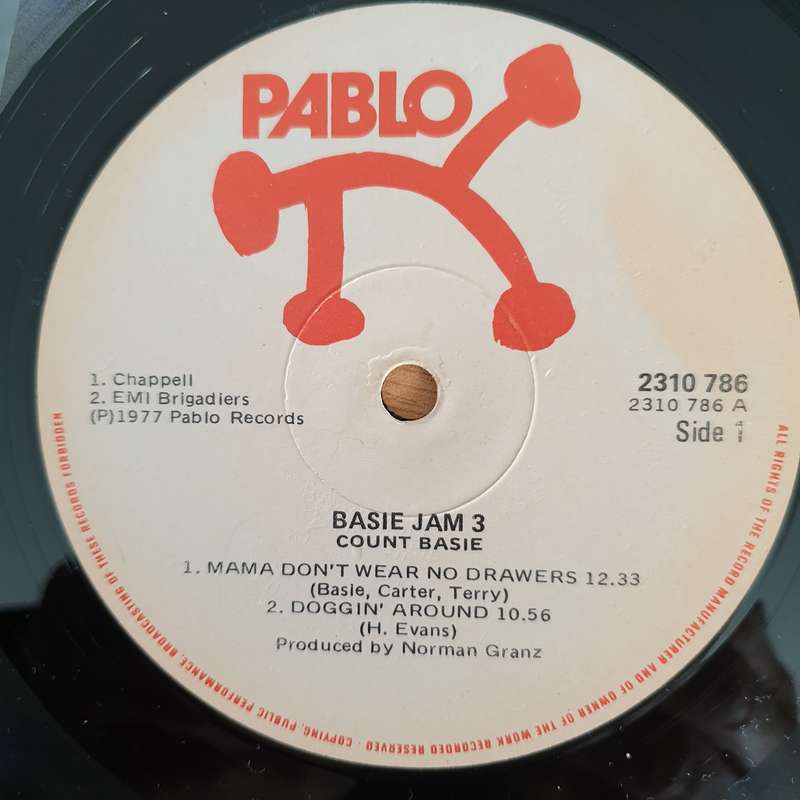 PABLO
1. Chappell
2. EMI Brigadiers
(P)1977 Pablo Records
2310 786
2310 786 A
Side 1
BASIE JAM 3
COUNT BASIE
1. MAMA DON'T WEAR NO DRAWERS 12.33
(Basie, Carter, Terry)
2. DOGGIN' AROUND 10.56
(H. Evans)
Produced by Norman Granz
ALL RIGHTS OF THE RECORD MANUFACTURER AND OF OWNER OF THE WORK RECORDED RESERVED · COPYING, PUBLIC PERFORMANCE, BROADCASTING OF THESE RECORDS FORBIDDEN